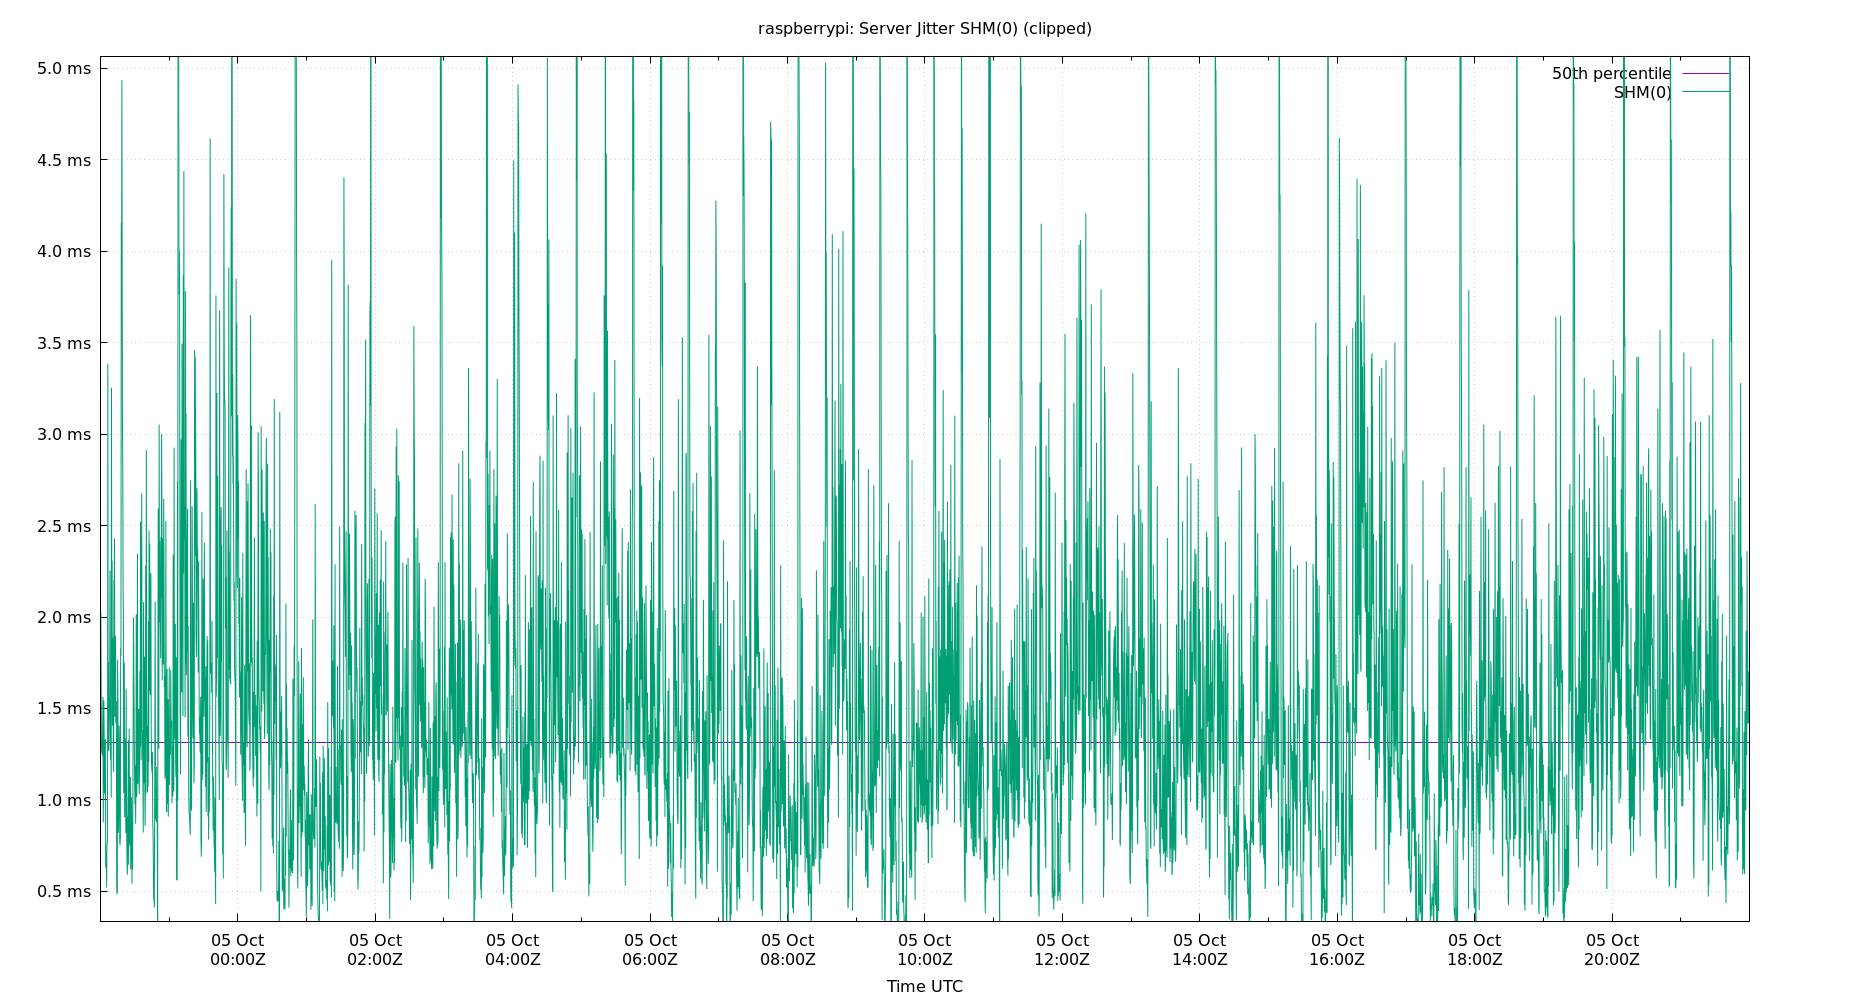 raspberrypi: Server Jitter SHM(0) (clipped)
5.0 ms
50th percentile
SHM(0)
4.5 ms
4.0 ms
3.5 ms
3.0 ms
2.5 ms
2.0 ms
1.5 ms
1.0 ms
0.5 ms
05 Oct 05 Oct 05 Oct 05 Oct 05 Oct 05 Oct 05 Oct 05 Oct 05 Oct 05 Oct 05 Oct
00:00Z 02:00Z 04:00Z 06:00Z 08:00Z 10:00Z 12:00Z 14:00Z 16:00Z 18:00Z 20:00Z
Time UTC